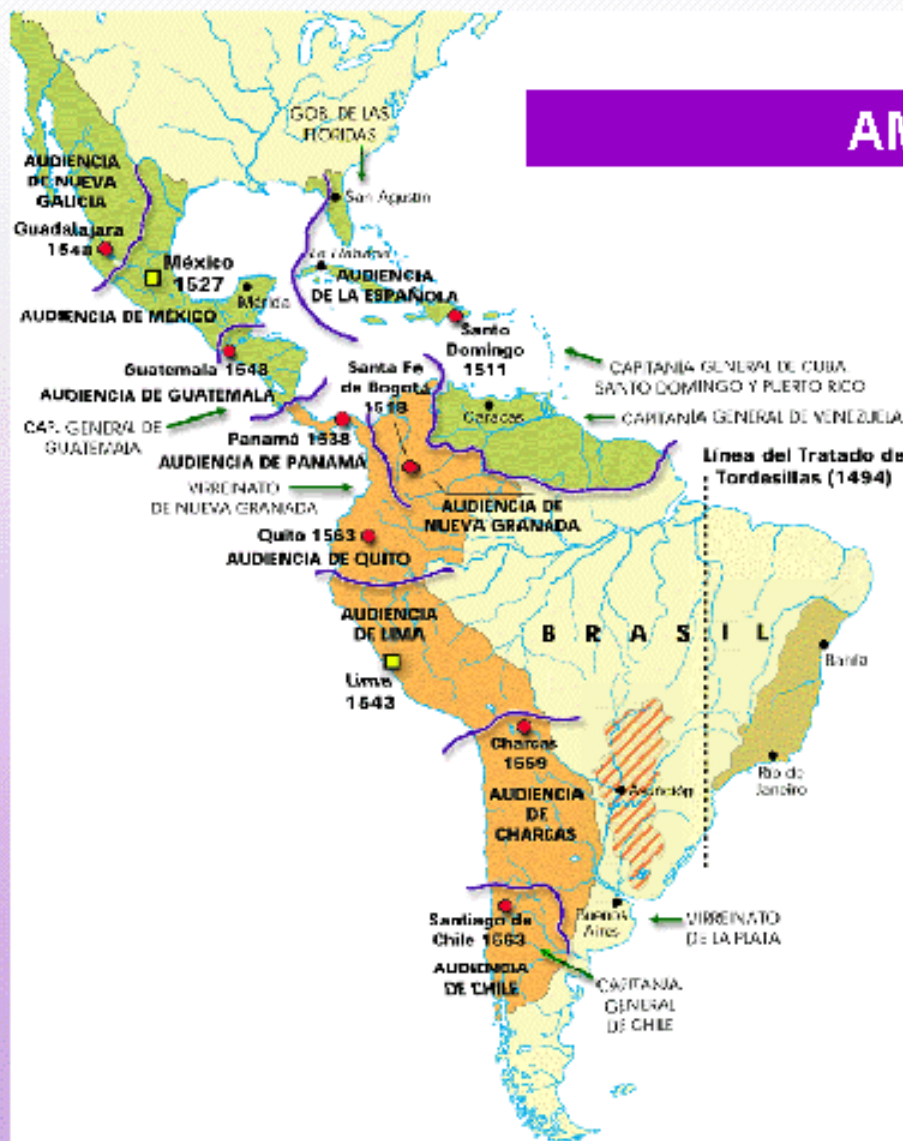 AM
GOB. DE LAS
FLORIDAS
San Agustín
AUDIENCIA
DE NUEVA
GALICIA
Guadalajara
1548
México
1527
Mérida
La Habana
AUDIENCIA
DE LA ESPAÑOLA
AUDIENCIA DE MÉXICO
Santo
Domingo
1511
Guatemala 1543
AUDIENCIA DE GUATEMALA
CAP. GENERAL DE
GUATEMALA
Santa Fe
de Bogotá
Caracas
CAPITANÍA GENERAL DE CUBA
SANTO DOMINGO Y PUERTO RICO
CAPITANÍA GENERAL DE VENEZUELA
Panamá 1538
AUDIENCIA DE PANAMÁ
VIRREINATO
DE NUEVA GRANADA
Línea del Tratado de
Tordesillas (1494)
AUDIENCIA DE
NUEVA GRANADA
Quito 1563
AUDIENCIA DE QUITO
AUDIENCIA
DE LIMA
BRASIL
Lima
1543
Bahía
Charcas
1559
Asunción
Río de
Janeiro
AUDIENCIA
DE
CHARCAS
Santiago de
Chile 1563
Buenos
Aires
VIRREINATO
DE LA PLATA
AUDIENCIA
DE CHILE
CAPITANÍA
GENERAL
DE CHILE